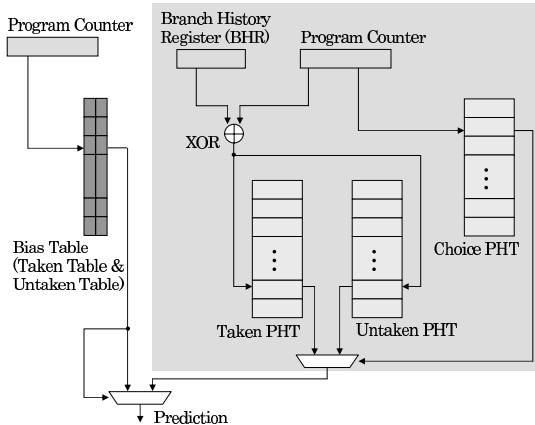 Program Counter
Branch History
Register (BHR)
Program Counter
XOR
Bias Table
(Taken Table &
Untaken Table)
Choice PHT
Taken PHT
Untaken PHT
Prediction